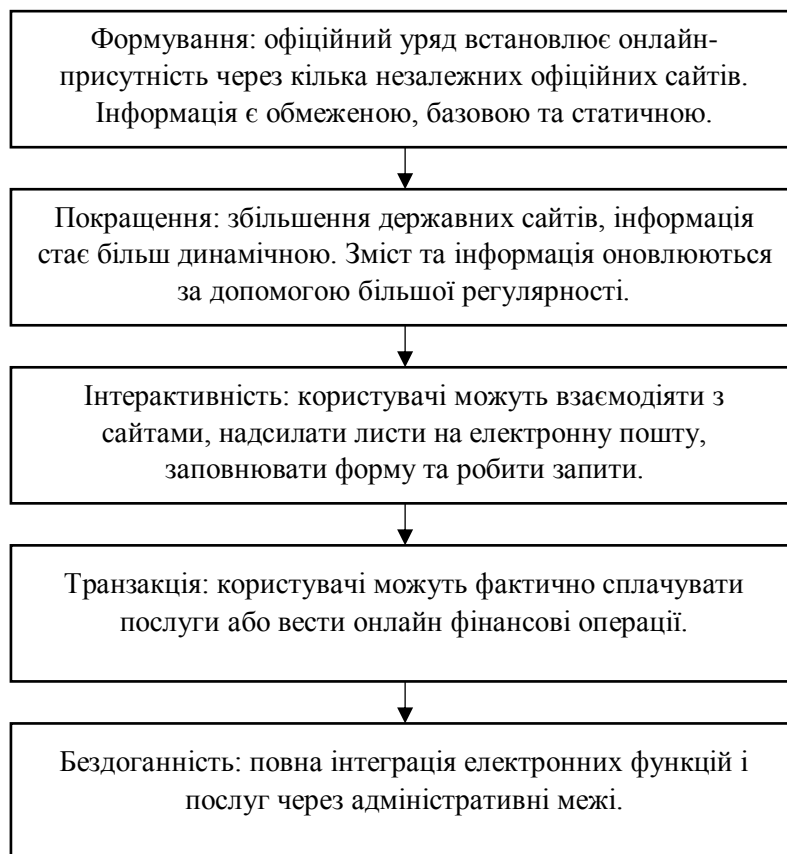 Формування: офіційний уряд встановлює онлайн-
присутність через кілька незалежних офіційних сайтів.
Інформація є обмеженою, базовою та статичною.
Покращення: збільшення державних сайтів, інформація
стає більш динамічною. Зміст та інформація оновлюються
за допомогою більшої регулярності.
Інтерактивність: користувачі можуть взаємодіяти з
сайтами, надсилати листи на електронну пошту,
заповнювати форму та робити запити.
Транзакція: користувачі можуть фактично сплачувати
послуги або вести онлайн фінансові операції.
Бездоганність: повна інтеграція електронних функцій і
послуг через адміністративні межі.